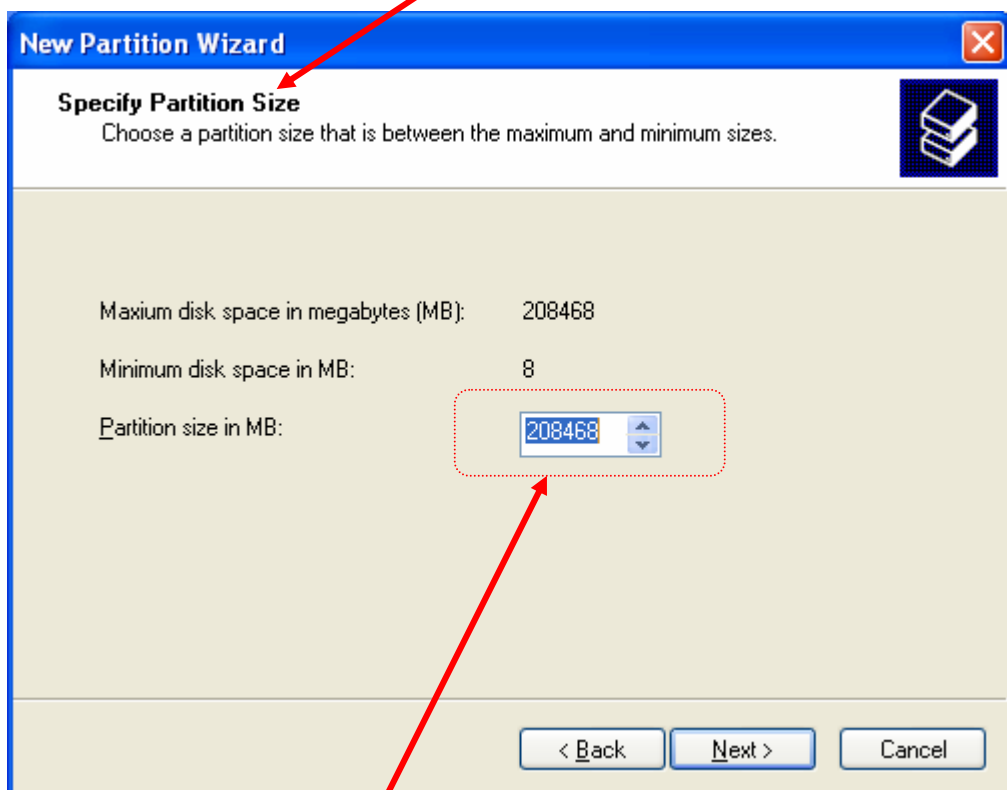 New Partition Wizard
Specify Partition Size
Choose a partition size that is between the maximum and minimum sizes.
Maxium disk space in megabytes (MB): 208468
Minimum disk space in MB: 8
Partition size in MB: 208468
< Back Next > Cancel